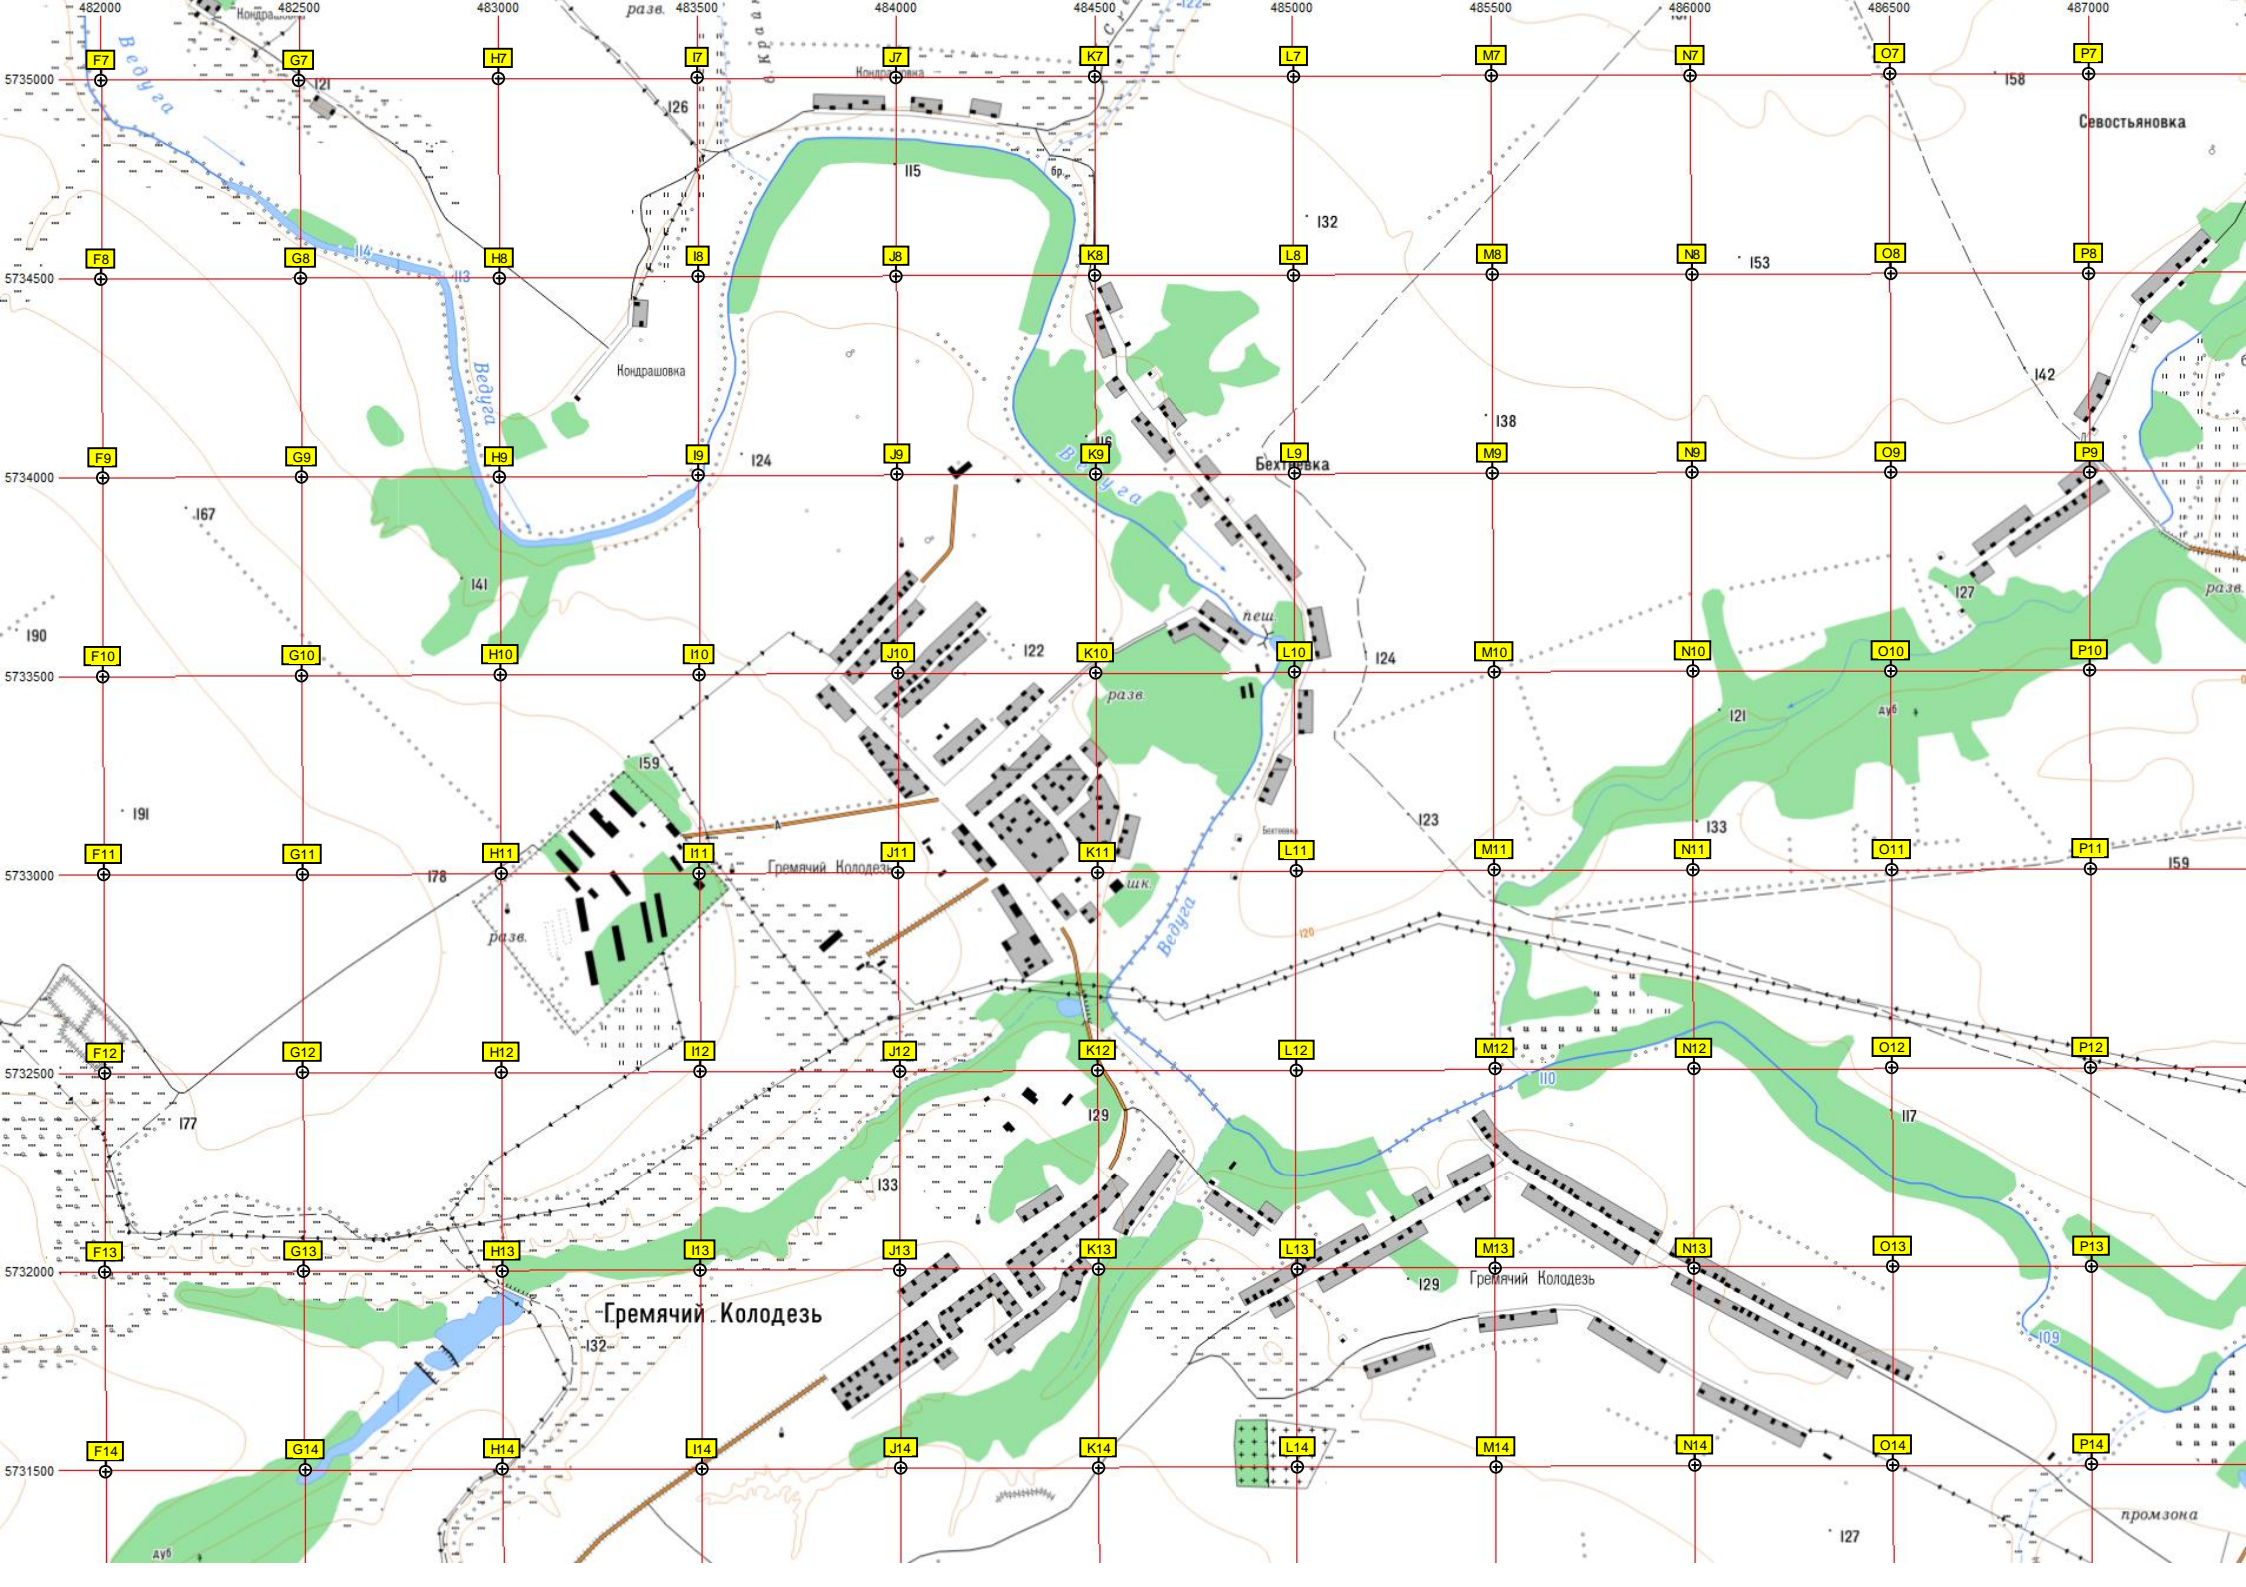 482000 482500 483000 483500 484000 484500 485000 485500 486000 486500 487000
разв.
122
F7 G7 H7 I7 J7 K7 L7 M7 N7 O7 P7
5735000
Ведуга
121
126
Кондрашовка
158
Севостьяновка
115
бр.
132
114
113
153
F8 G8 H8 I8 J8 K8 L8 M8 N8 O8 P8
5734500
Ведуга
Кондрашовка
142
138
116
124
Бехтеевка
F9 G9 H9 I9 J9 K9 L9 M9 N9 O9 P9
5734000
Ведуга
167
141
127
разв.
пеш.
190
122
124
F10 G10 H10 I10 J10 K10 L10 M10 N10 O10 P10
5733500
разв.
121
дуб
159
191
А
123
133
Бехтеевка
F11 G11 H11 I11 J11 K11 L11 M11 N11 O11 P11
5733000
178
Гремячий Колодезь
шк.
159
разв.
Ведуга
120
F12 G12 H12 I12 J12 K12 L12 M12 N12 O12 P12
5732500
110
177
129
117
133
F13 G13 H13 I13 J13 K13 L13 M13 N13 O13 P13
5732000
129
Гремячий Колодезь
Гремячий Колодезь
132
109
F14 G14 H14 I14 J14 K14 L14 M14 N14 O14 P14
5731500
промзона
127
дуб